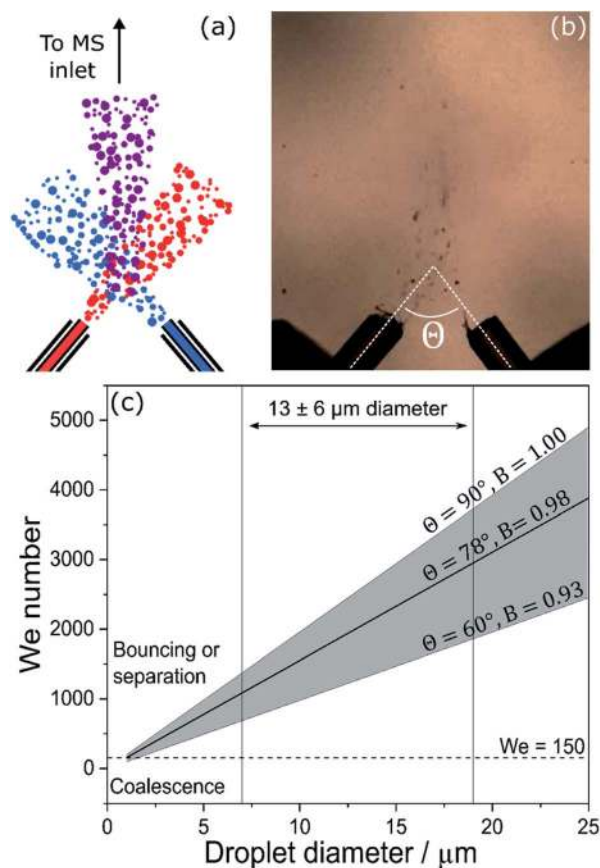 (a)
To MS
inlet
(b)
Θ
(c)
13 ± 6 μm diameter
We number
5000
4000
3000
2000
1000
0
Θ = 90°, B = 1.00
Θ = 78°, B= 0.98
Θ = 60°, B = 0.93
Bouncing or
separation
We = 150
Coalescence
0 5 10 15 20 25
Droplet diameter / μm